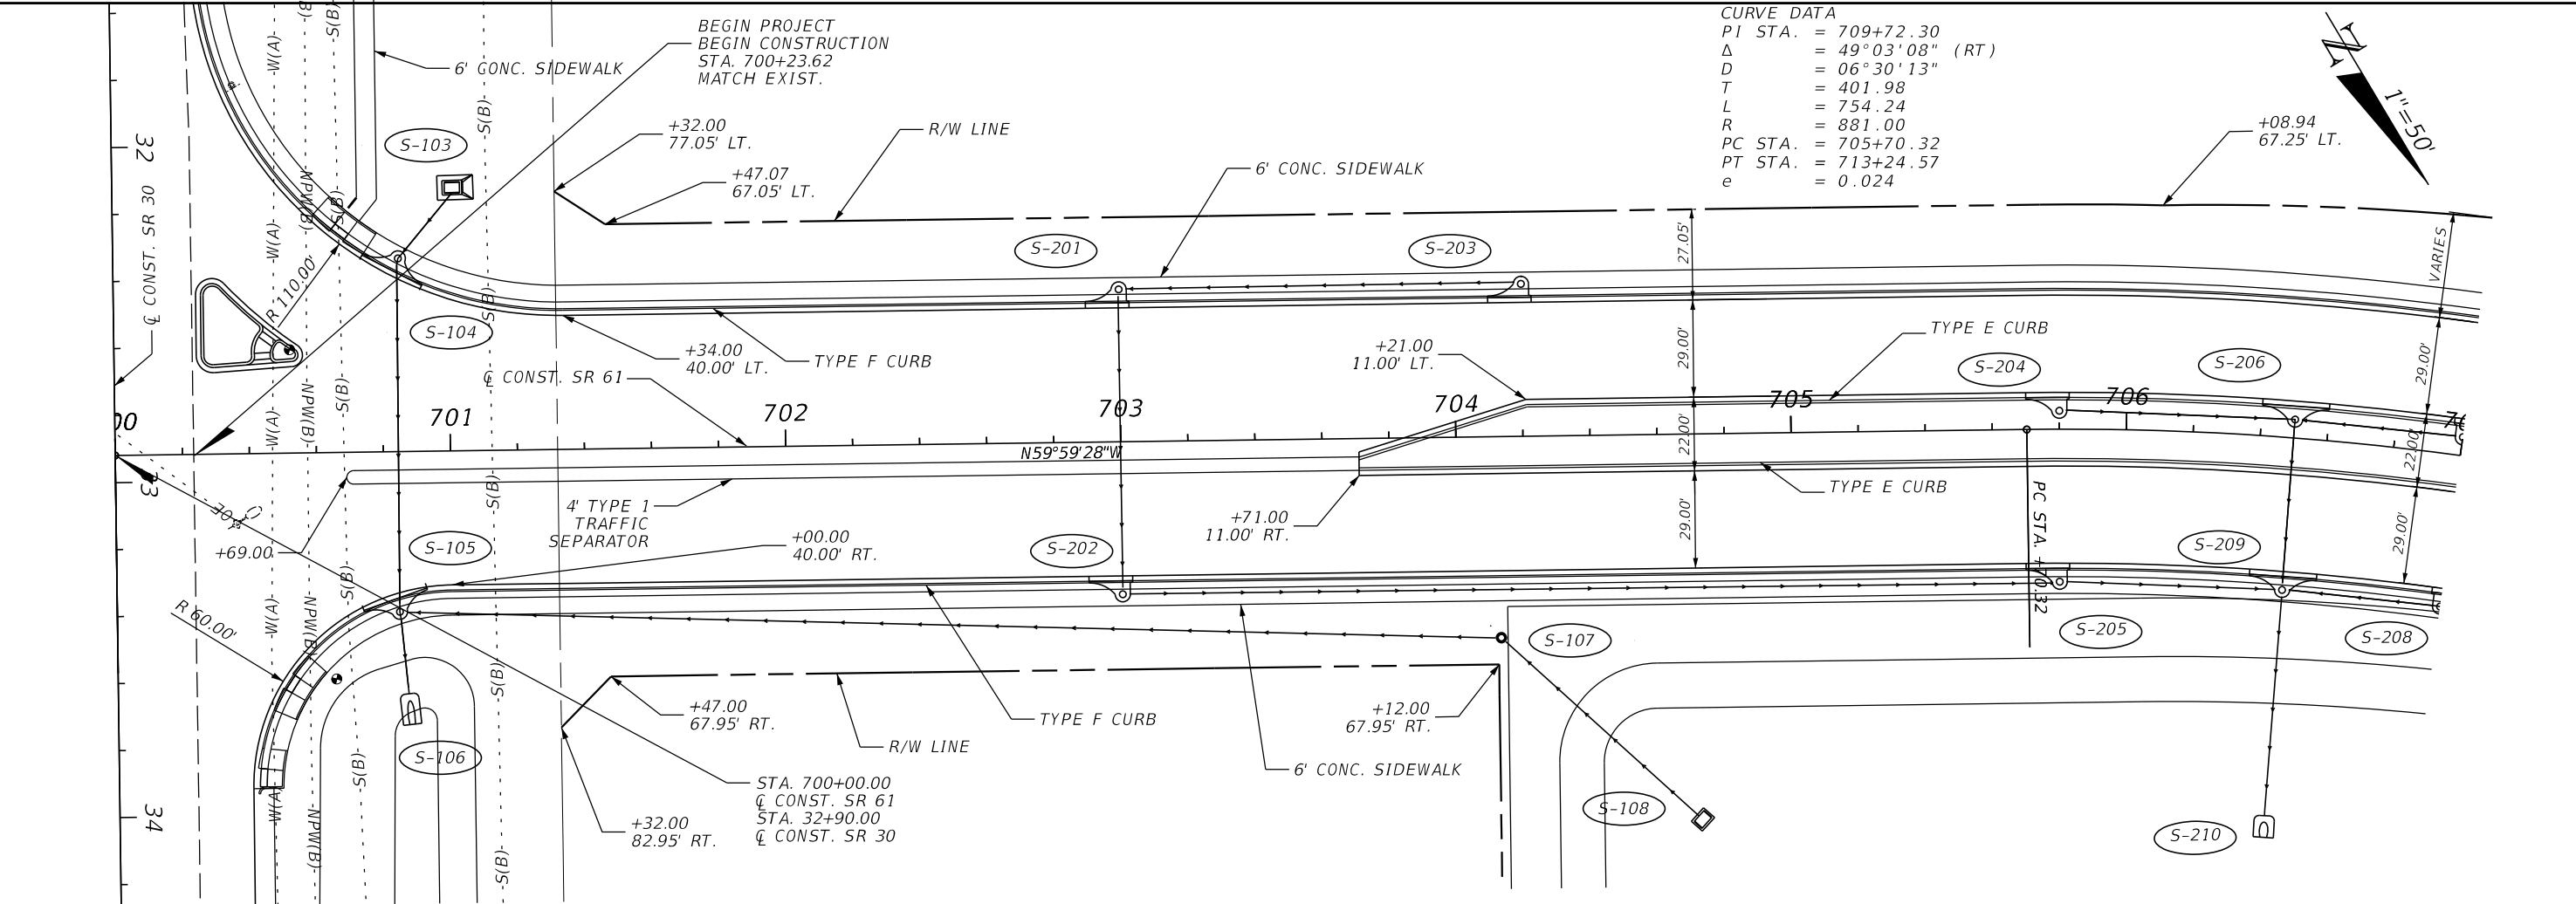 BEGIN PROJECT
BEGIN CONSTRUCTION
STA. 700+23.62
MATCH EXIST.
6' CONC. SIDEWALK
CURVE DATA
PI STA. = 709+72.30
Δ = 49°03'08" (RT)
D = 06°30'13"
T = 401.98
L = 754.24
R = 881.00
PC STA. = 705+70.32
PT STA. = 713+24.57
e = 0.024
1"=50'
+32.00
77.05' LT.
+47.07
67.05' LT.
R/W LINE
6' CONC. SIDEWALK
+08.94
67.25' LT.
S-103
S-201
S-203
27.05'
VARIES
32
℄ CONST. SR 30
R 110.00'
S-104
+34.00
40.00' LT.
TYPE F CURB
℄ CONST. SR 61
+21.00
11.00' LT.
29.00'
TYPE E CURB
S-204
S-206
29.00'
00
701
702
703
704
705
706
7
N59°59'28"W
22.00'
22.00'
33
4' TYPE 1
TRAFFIC
SEPARATOR
+69.00
+71.00
11.00' RT.
29.00'
TYPE E CURB
PC STA. +70.32
29.00'
S-105
+00.00
40.00' RT.
S-202
S-209
R 60.00'
S-107
S-205
S-208
+47.00
67.95' RT.
TYPE F CURB
+12.00
67.95' RT.
R/W LINE
6' CONC. SIDEWALK
S-106
STA. 700+00.00
℄ CONST. SR 61
STA. 32+90.00
℄ CONST. SR 30
+32.00
82.95' RT.
34
S-108
S-210
W(A)
W(A)
W(A)
W(A)
W(A)
NPW(B)
NPW(B)
NPW(B)
NPW(B)
S(B)
S(B)
S(B)
S(B)
S(B)
S(B)
S(B)
S(B)
S(B)
S(B)